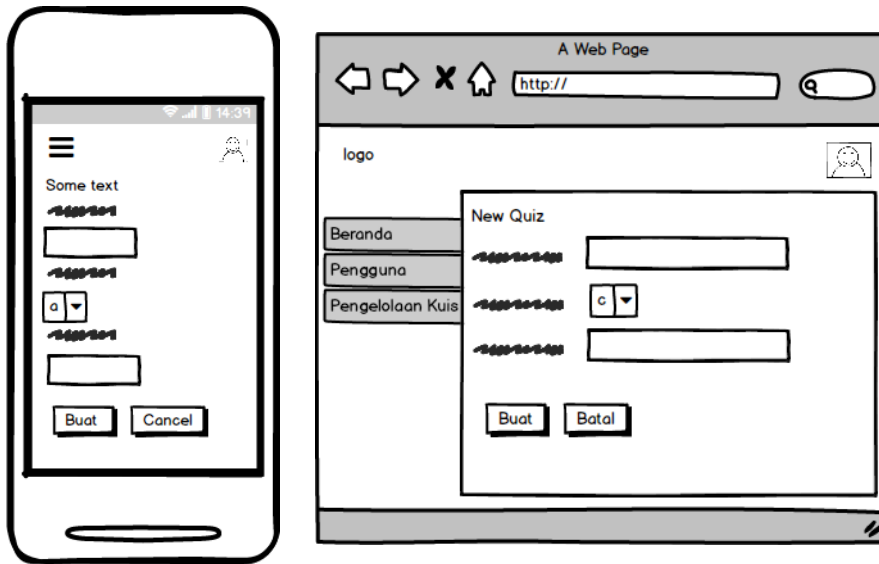 14:39
Some text
a
Buat
Cancel
A Web Page
http://
logo
New Quiz
Beranda
Pengguna
Pengelolaan Kuis
c
Buat
Batal